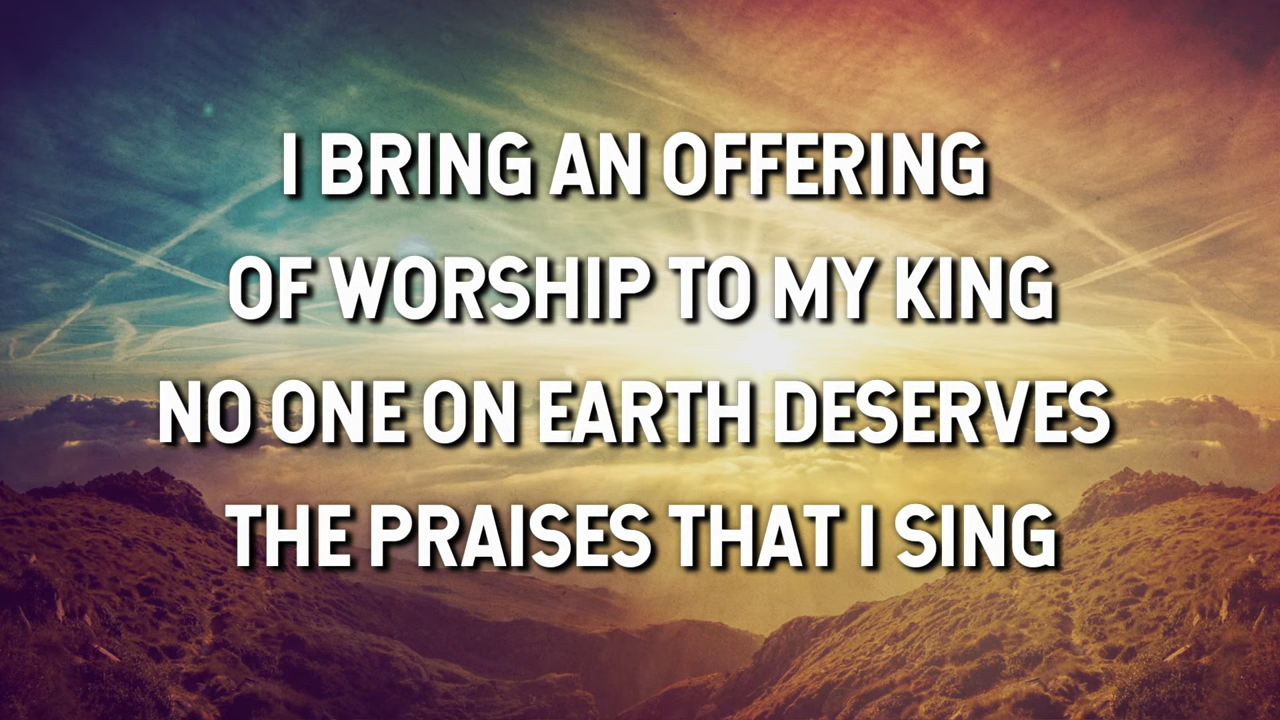 I BRING AN OFFERING
OF WORSHIP TO MY KING
NO ONE ON EARTH DESERVES
THE PRAISES THAT I SING